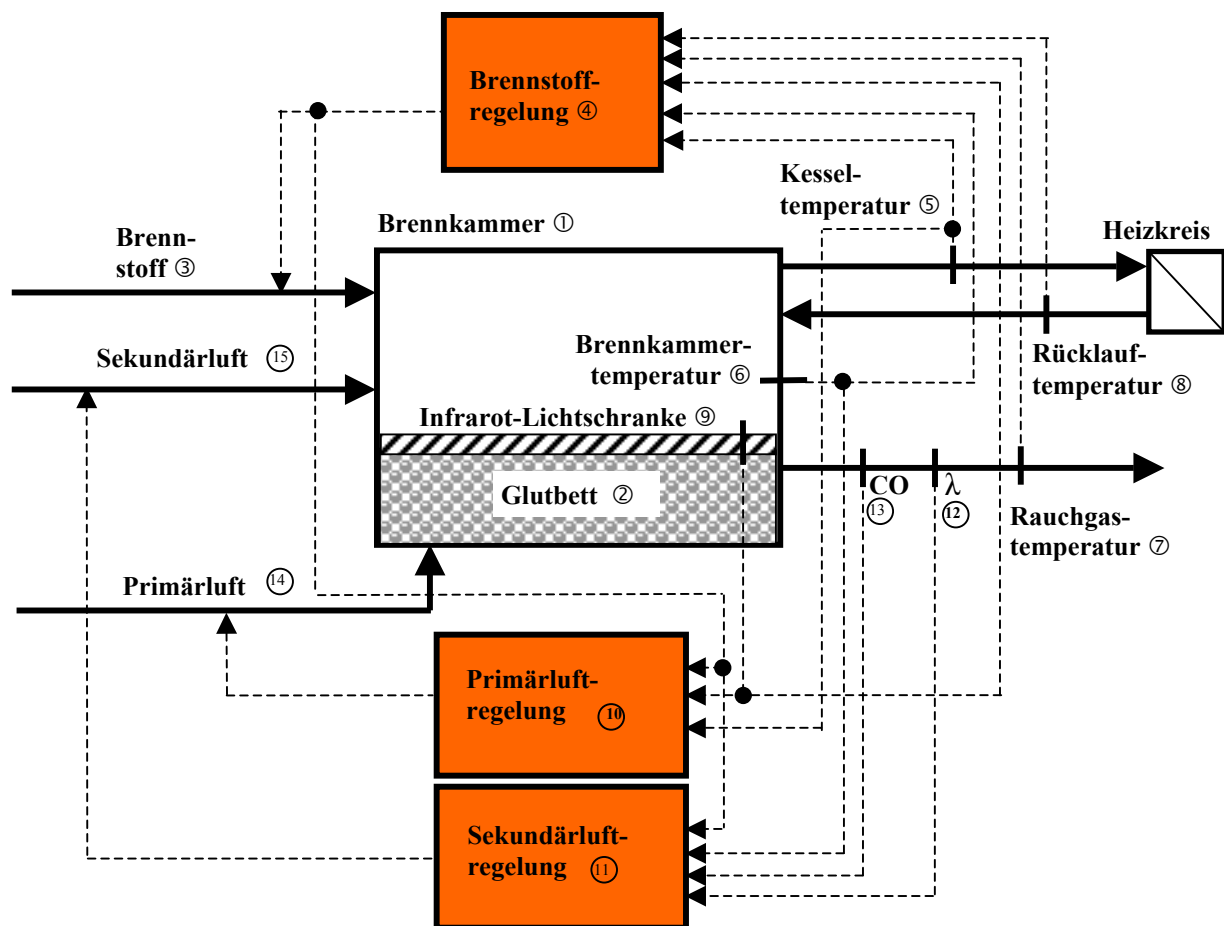 Brennstoff-
regelung ④
Kessel-
temperatur ⑤
Brennkammer ①
Heizkreis
Brenn-
stoff ③
Sekundärluft ⑮
Brennkammer-
temperatur ⑥
Rücklauf-
temperatur ⑧
Infrarot-Lichtschranke ⑨
Glutbett ②
CO
⑬
λ
⑫
Rauchgas-
temperatur ⑦
Primärluft ⑭
Primärluft-
regelung ⑩
Sekundärluft-
regelung ⑪